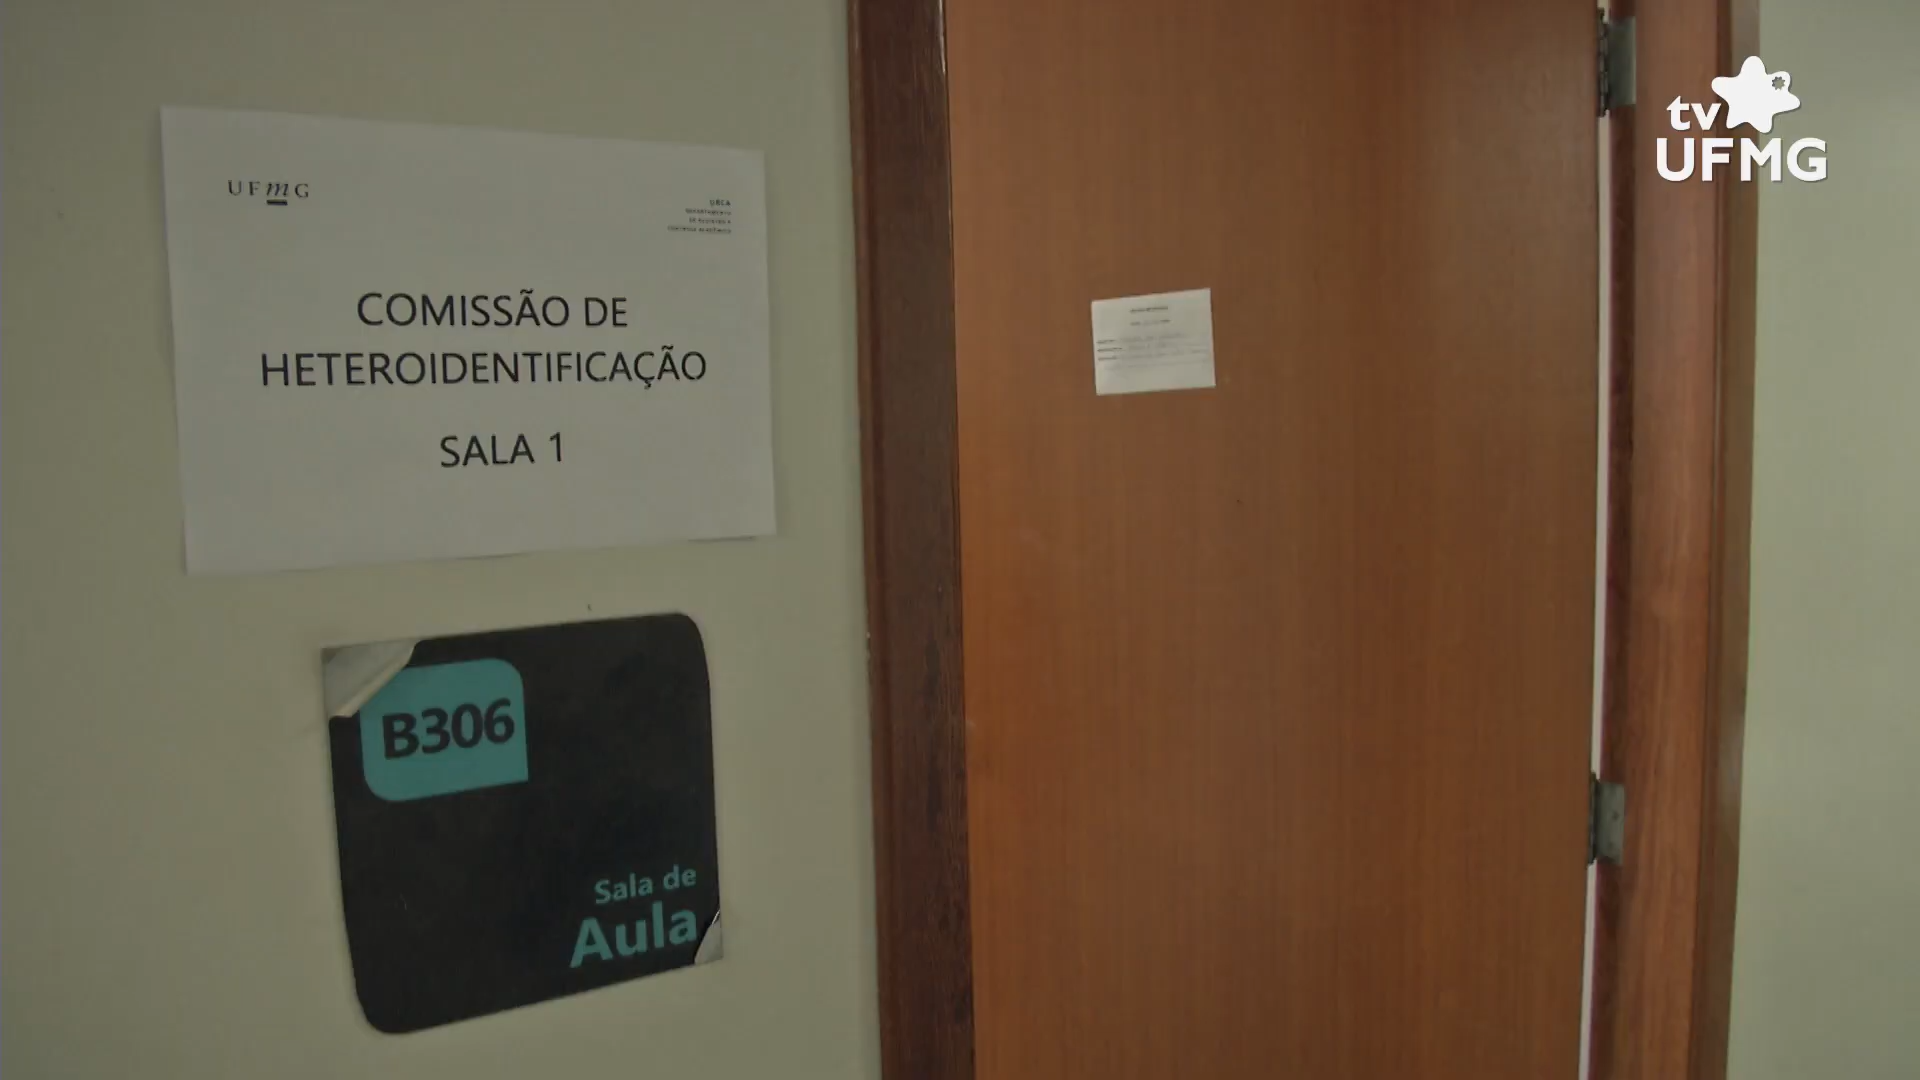 tv
UFMG
UFMG
COMISSÃO DE
HETEROIDENTIFICAÇÃO
SALA 1
B306
Sala de
Aula